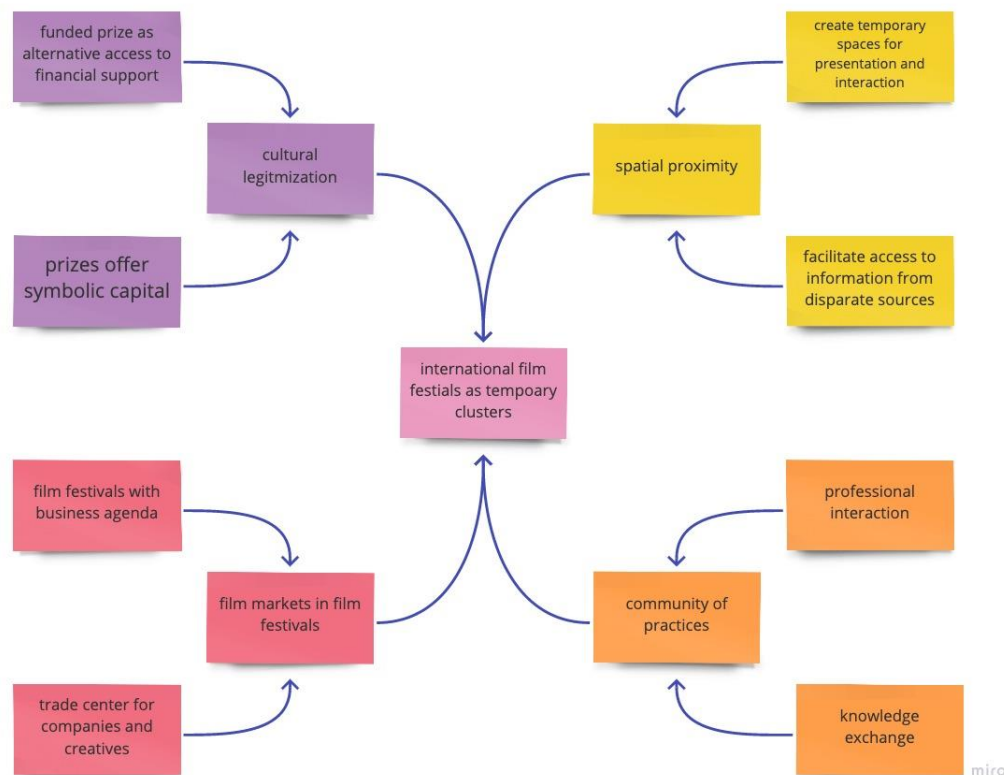 funded prize as
alternative access to
financial support
create temporary
spaces for
presentation and
interaction
cultural
legitmization
spatial proximity
prizes offer
symbolic capital
facilitate access to
information from
disparate sources
international film
festials as tempoary
clusters
film festivals with
business agenda
professional
interaction
film markets in film
festivals
community of
practices
trade center for
companies and
creatives
knowledge
exchange
miro